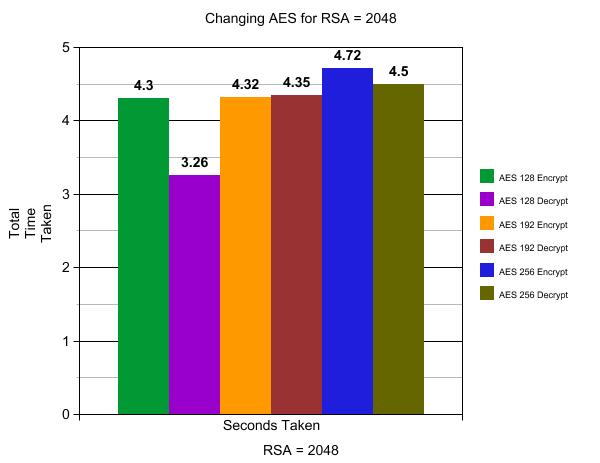 Changing AES for RSA = 2048
5
4
3
2
1
0
Total
Time
Taken
4.3
3.26
4.32
4.35
4.72
4.5
AES 128 Encrypt
AES 128 Decrypt
AES 192 Encrypt
AES 192 Decrypt
AES 256 Encrypt
AES 256 Decrypt
Seconds Taken
RSA = 2048